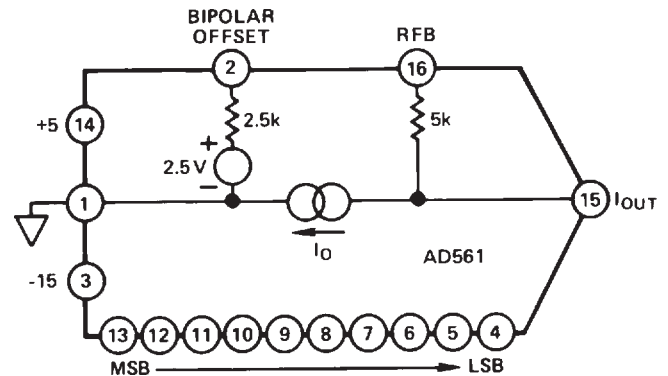 BIPOLAR
OFFSET
RFB
2
16
2.5k
5k
+5
14
+
2.5V
−
1
15
IOUT
IO
-15
3
AD561
13 12 11 10 9 8 7 6 5 4
MSB LSB